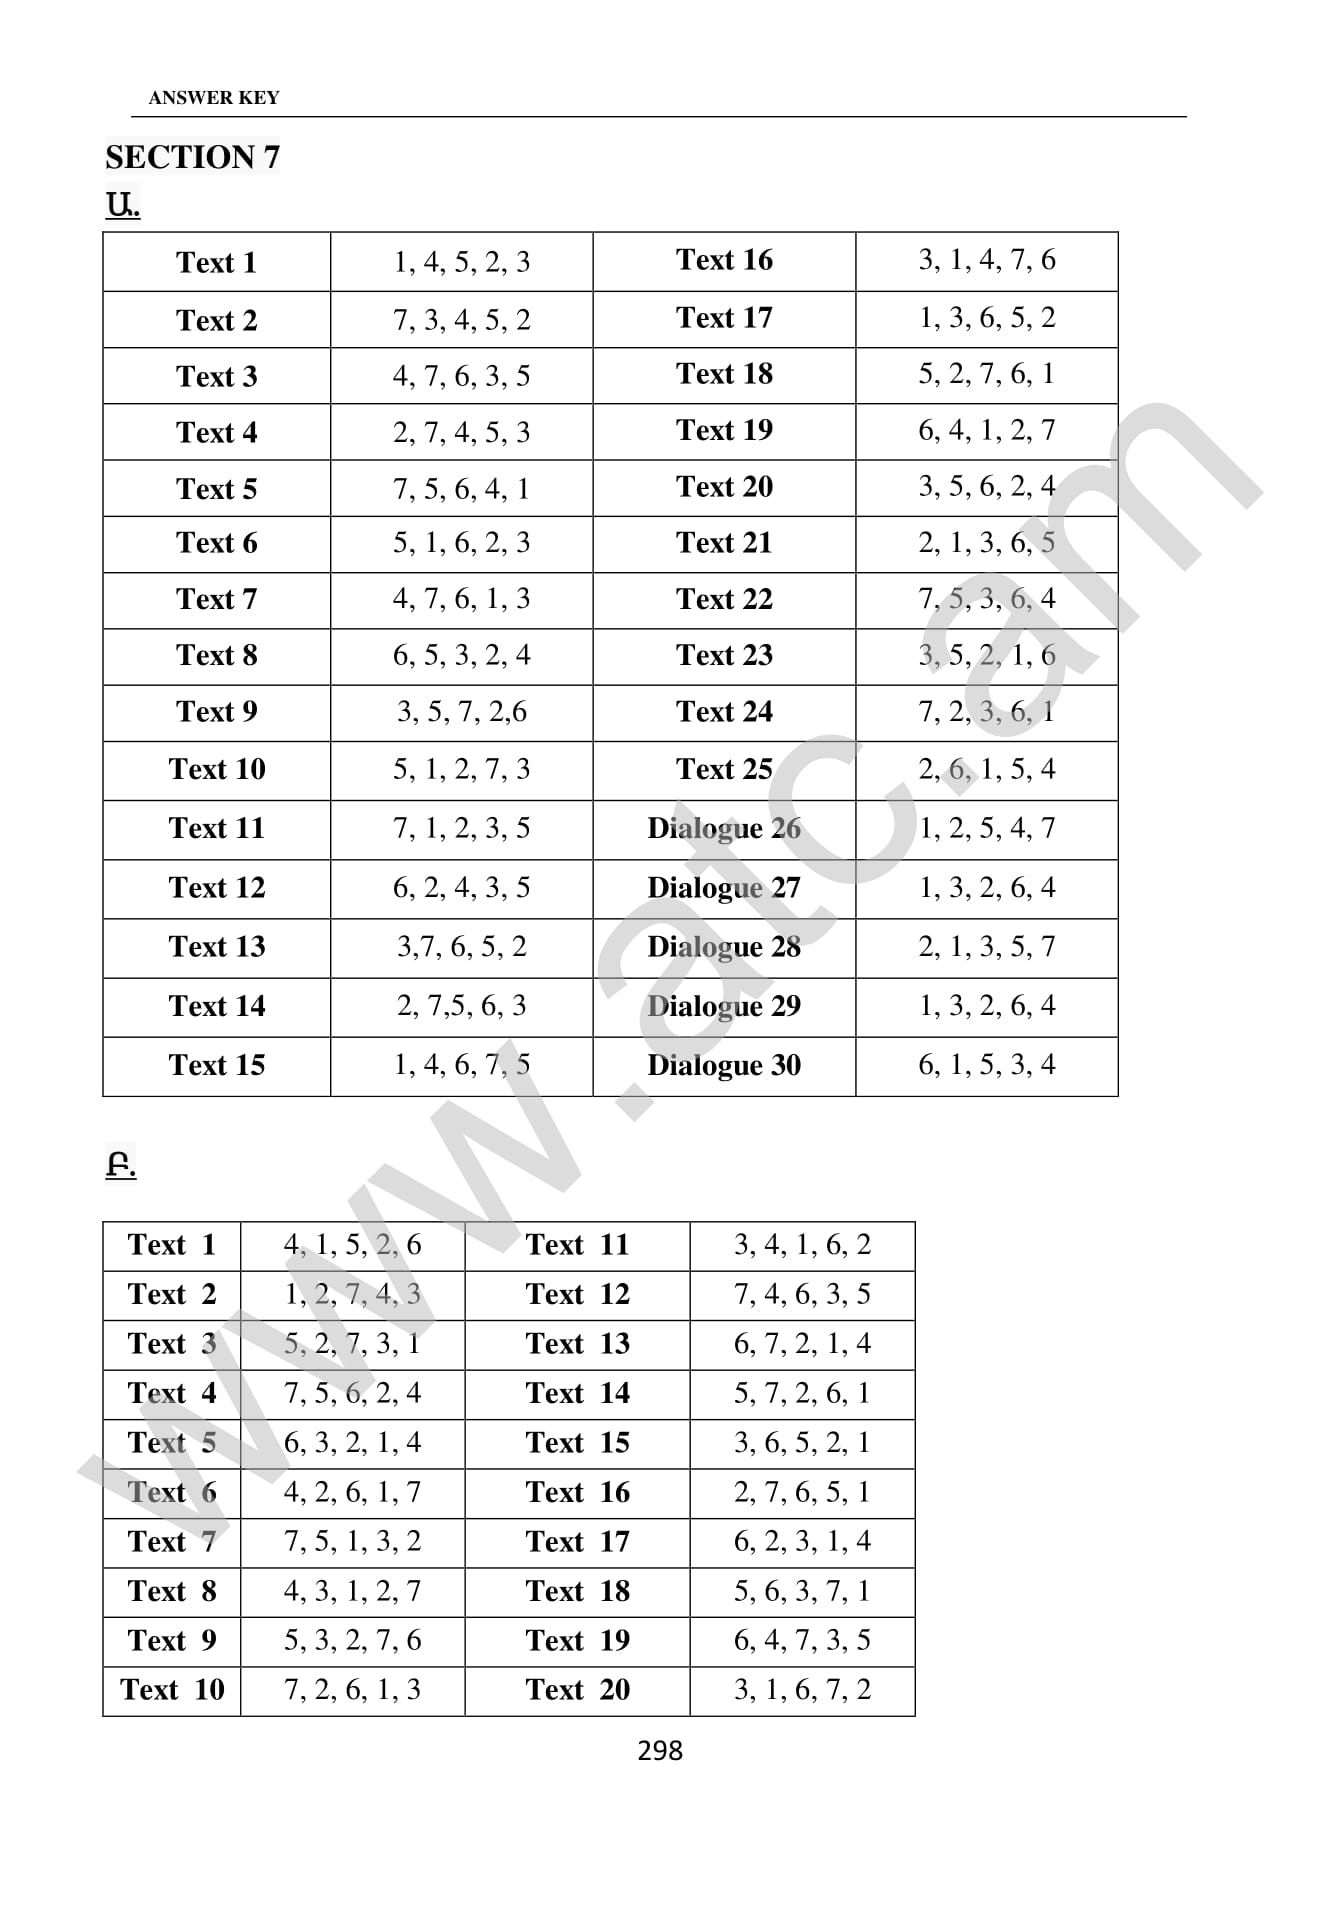 ANSWER KEY
SECTION 7
Ա.
Text 1 1, 4, 5, 2, 3 Text 16 3, 1, 4, 7, 6
Text 2 7, 3, 4, 5, 2 Text 17 1, 3, 6, 5, 2
Text 3 4, 7, 6, 3, 5 Text 18 5, 2, 7, 6, 1
Text 4 2, 7, 4, 5, 3 Text 19 6, 4, 1, 2, 7
Text 5 7, 5, 6, 4, 1 Text 20 3, 5, 6, 2, 4
Text 6 5, 1, 6, 2, 3 Text 21 2, 1, 3, 6, 5
Text 7 4, 7, 6, 1, 3 Text 22 7, 5, 3, 6, 4
Text 8 6, 5, 3, 2, 4 Text 23 3, 5, 2, 1, 6
Text 9 3, 5, 7, 2,6 Text 24 7, 2, 3, 6, 1
Text 10 5, 1, 2, 7, 3 Text 25 2, 6, 1, 5, 4
Text 11 7, 1, 2, 3, 5 Dialogue 26 1, 2, 5, 4, 7
Text 12 6, 2, 4, 3, 5 Dialogue 27 1, 3, 2, 6, 4
Text 13 3,7, 6, 5, 2 Dialogue 28 2, 1, 3, 5, 7
Text 14 2, 7,5, 6, 3 Dialogue 29 1, 3, 2, 6, 4
Text 15 1, 4, 6, 7, 5 Dialogue 30 6, 1, 5, 3, 4
Բ.
Text 1 4, 1, 5, 2, 6 Text 11 3, 4, 1, 6, 2
Text 2 1, 2, 7, 4, 3 Text 12 7, 4, 6, 3, 5
Text 3 5, 2, 7, 3, 1 Text 13 6, 7, 2, 1, 4
Text 4 7, 5, 6, 2, 4 Text 14 5, 7, 2, 6, 1
Text 5 6, 3, 2, 1, 4 Text 15 3, 6, 5, 2, 1
Text 6 4, 2, 6, 1, 7 Text 16 2, 7, 6, 5, 1
Text 7 7, 5, 1, 3, 2 Text 17 6, 2, 3, 1, 4
Text 8 4, 3, 1, 2, 7 Text 18 5, 6, 3, 7, 1
Text 9 5, 3, 2, 7, 6 Text 19 6, 4, 7, 3, 5
Text 10 7, 2, 6, 1, 3 Text 20 3, 1, 6, 7, 2
298
www.atc.am